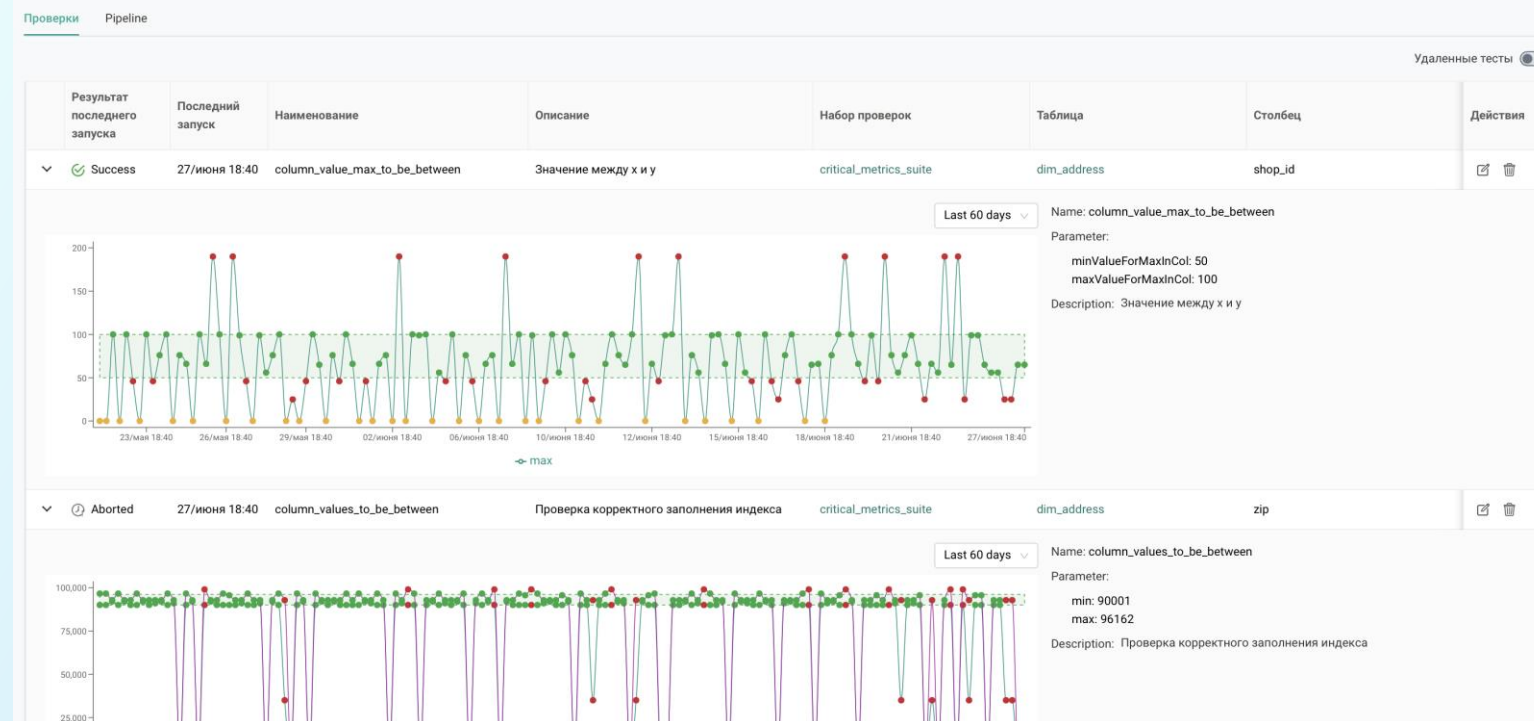 Проверки Pipeline
Удаленные тесты
Результат последнего запуска
Последний запуск
Наименование
Описание
Набор проверок
Таблица
Столбец
Действия
Success 27/июня 18:40 column_value_max_to_be_between Значение между x и y critical_metrics_suite dim_address shop_id
Last 60 days
Name: column_value_max_to_be_between
Parameter:
minValueForMaxInCol: 50
maxValueForMaxInCol: 100
Description: Значение между x и y
200
150
100
50
0
23/мая 18:40 26/мая 18:40 29/мая 18:40 02/июня 18:40 06/июня 18:40 10/июня 18:40 12/июня 18:40 15/июня 18:40 18/июня 18:40 21/июня 18:40 27/июня 18:40
max
Aborted 27/июня 18:40 column_values_to_be_between Проверка корректного заполнения индекса critical_metrics_suite dim_address zip
Last 60 days
Name: column_values_to_be_between
Parameter:
min: 90001
max: 96162
Description: Проверка корректного заполнения индекса
100,000
75,000
50,000
25,000